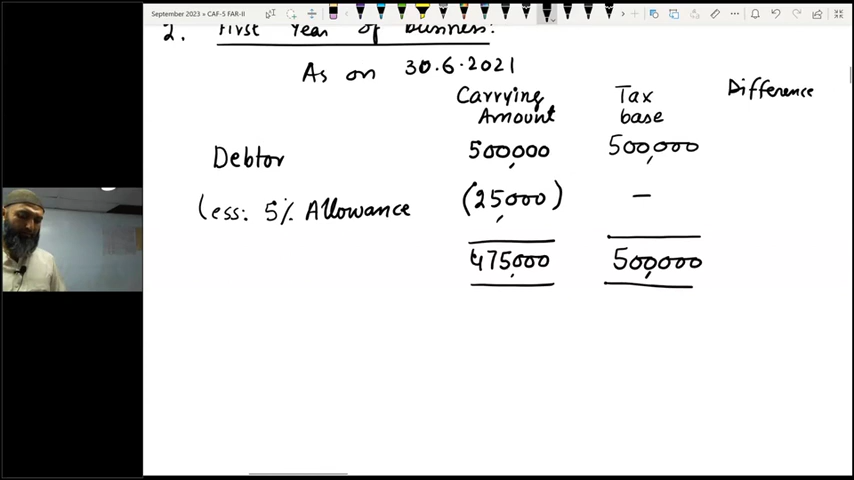 September 2023 » CAF-5 FAR-II
2. First Year of business:
As on 30.6.2021
Carrying Amount Tax base Difference
Debtor 500,000 500,000
Less: 5% Allowance (25,000) —
475,000 500,000